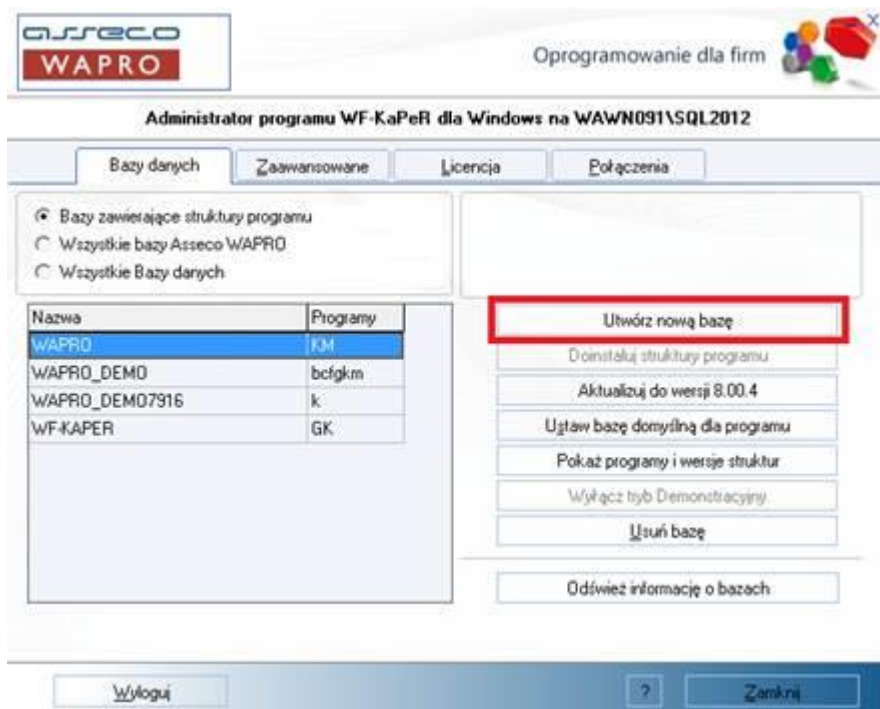 asseco
WAPRO
Oprogramowanie dla firm
x
Administrator programu WF-KaPeR dla Windows na WAWN091\SQL2012
Bazy danych
Zaawansowane
Licencja
Połączenia
Bazy zawierające struktury programu
Wszystkie bazy Asseco WAPRO
Wszystkie Bazy danych
Nazwa Programy
WAPRO KM
WAPRO_DEMO bcfgkm
WAPRO_DEMO7916 k
WF-KAPER GK
Utwórz nową bazę
Doinstaluj struktury programu
Aktualizuj do wersji 8.00.4
Ustaw bazę domyślną dla programu
Pokaż programy i wersje struktur
Wyłącz tryb Demonstracyjny
Usuń bazę
Odśwież informację o bazach
Wyloguj
?
Zamknij